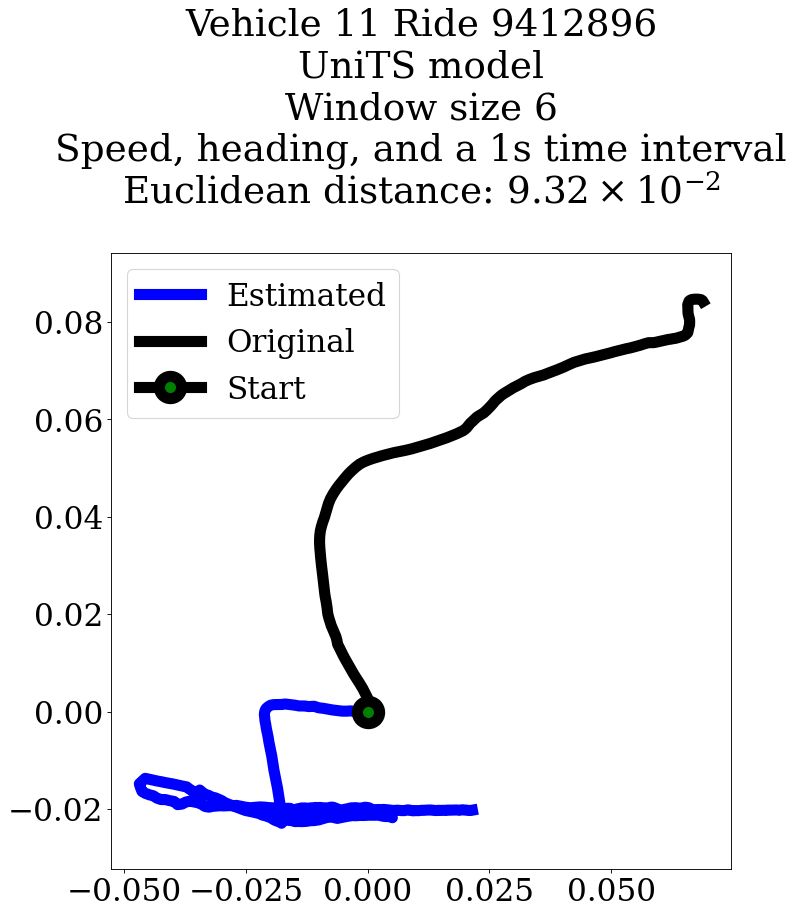 Vehicle 11 Ride 9412896
UniTS model
Window size 6
Speed, heading, and a 1s time interval
Euclidean distance: 9.32 × 10⁻²
Estimated
Original
Start
0.08
0.06
0.04
0.02
0.00
−0.02
−0.050 −0.025 0.000 0.025 0.050